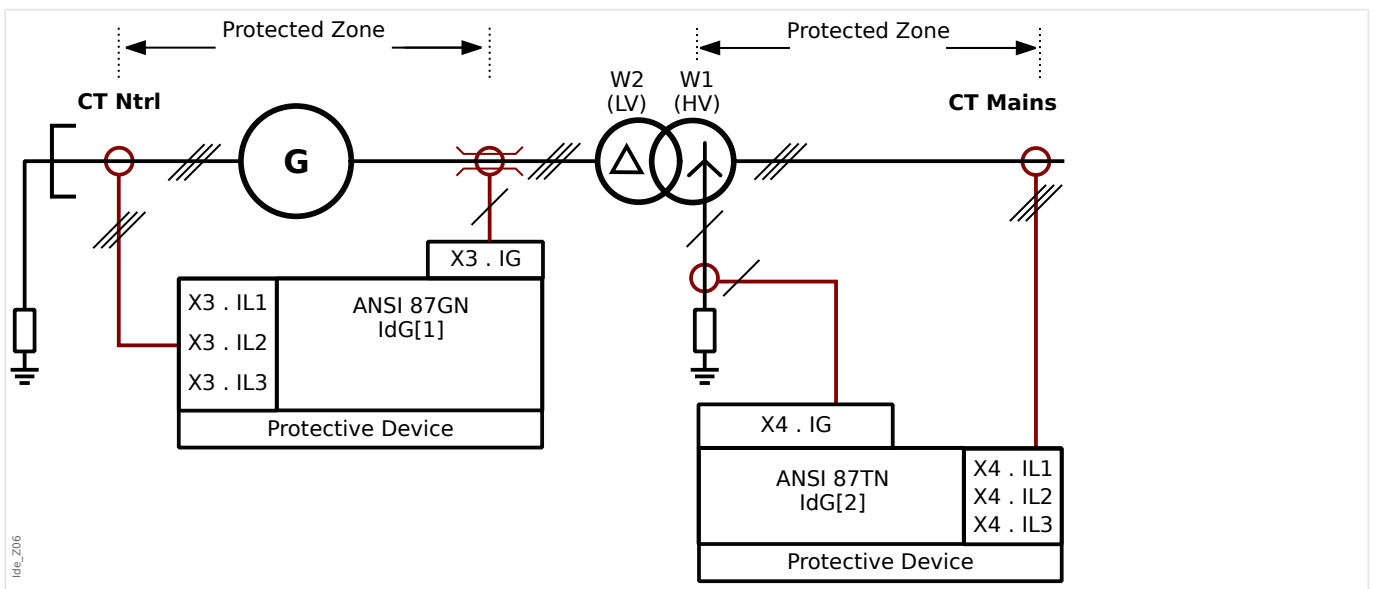 Protected Zone
Protected Zone
W2
(LV)
W1
(HV)
CT Ntrl
CT Mains
G
X3 . IG
X3 . IL1
X3 . IL2
X3 . IL3
ANSI 87GN
IdG[1]
Protective Device
X4 . IG
ANSI 87TN
IdG[2]
X4 . IL1
X4 . IL2
X4 . IL3
Protective Device
Ide_Z06